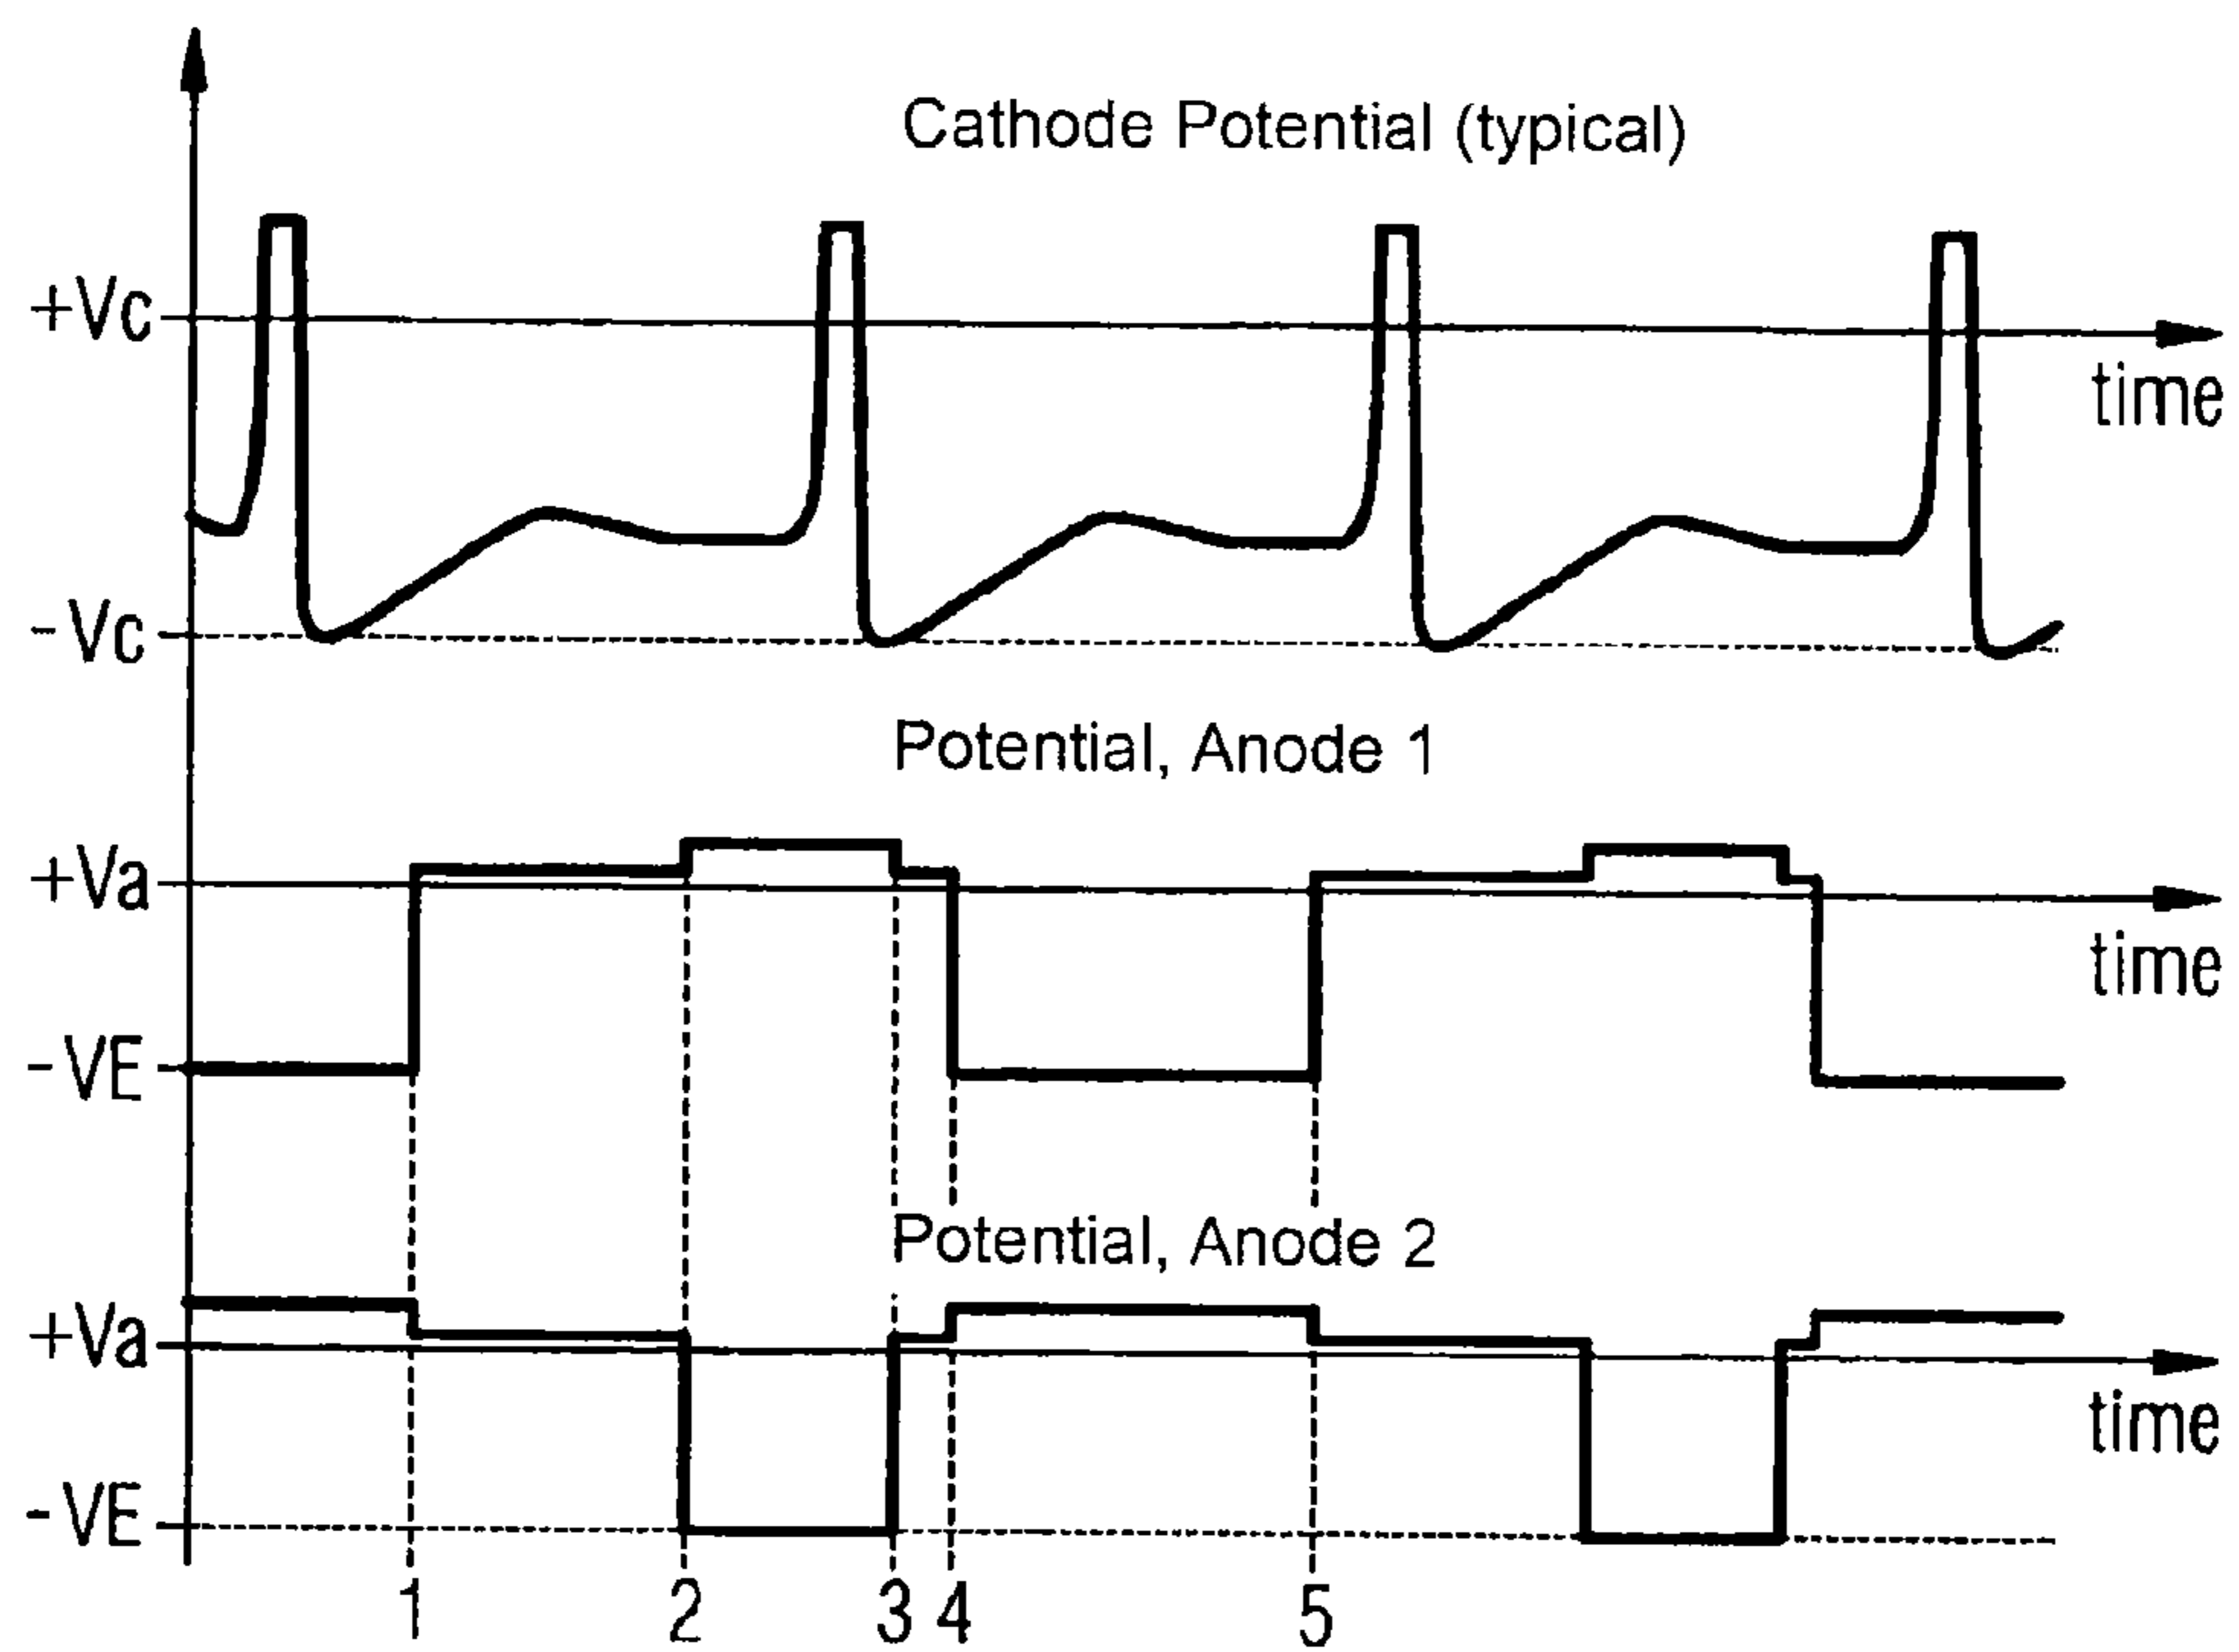 Cathode Potential (typical)
+Vc
time
-Vc
Potential, Anode 1
+Va
time
-VE
Potential, Anode 2
+Va
time
-VE
1 2 3 4 5